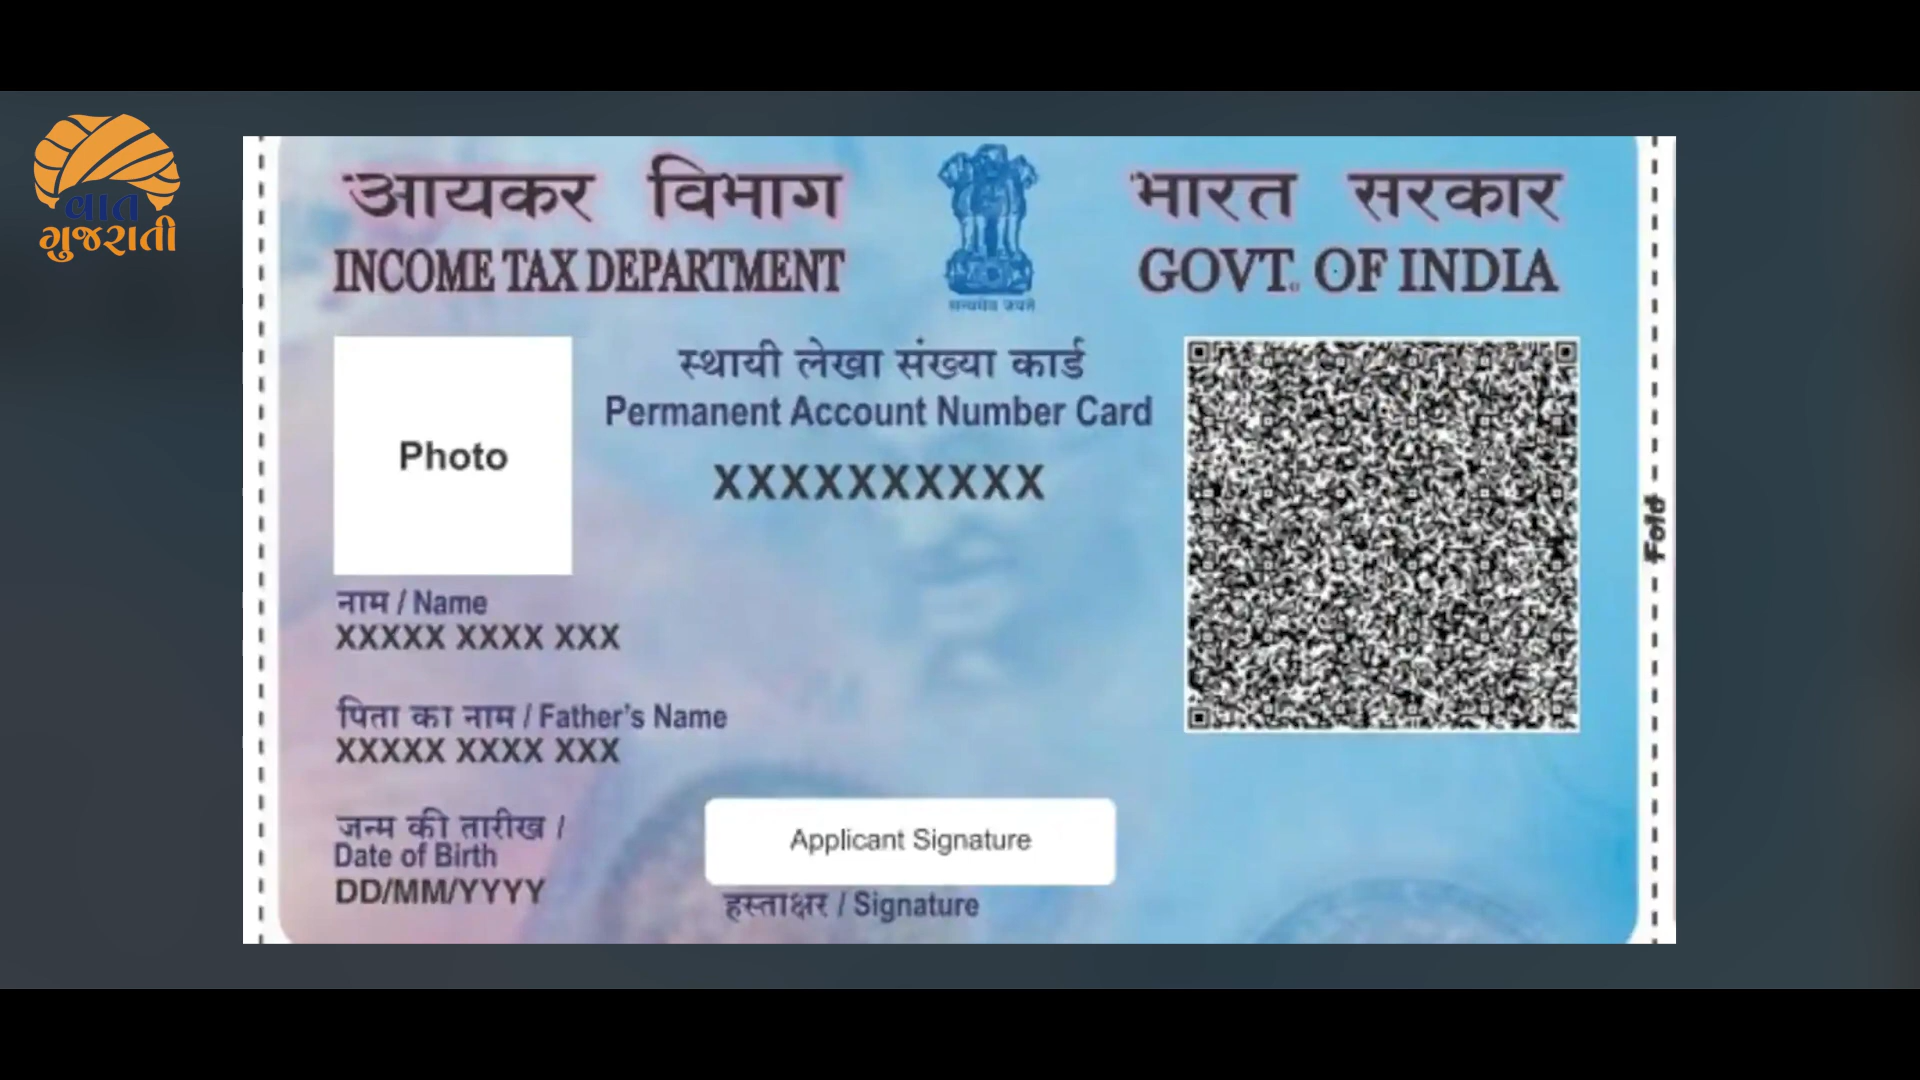 વાત
ગુજરાતી
आयकर विभाग
INCOME TAX DEPARTMENT
सत्यमेव जयते
भारत सरकार
GOVT. OF INDIA
Photo
स्थायी लेखा संख्या कार्ड
Permanent Account Number Card
XXXXXXXXXX
Fold
नाम / Name
XXXXX XXXX XXX
पिता का नाम / Father's Name
XXXXX XXXX XXX
जन्म की तारीख /
Date of Birth
DD/MM/YYYY
Applicant Signature
हस्ताक्षर / Signature